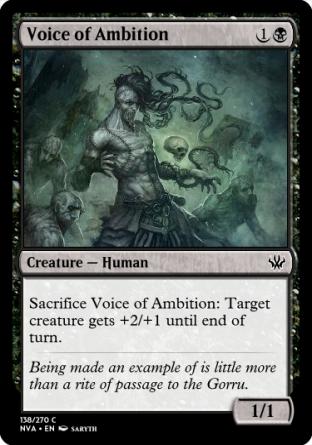 Voice of Ambition 1
Creature — Human
Sacrifice Voice of Ambition: Target
creature gets +2/+1 until end of
turn.
Being made an example of is little more
than a rite of passage to the Gorru.
138/270 C
NVA • EN SARYTH
1/1